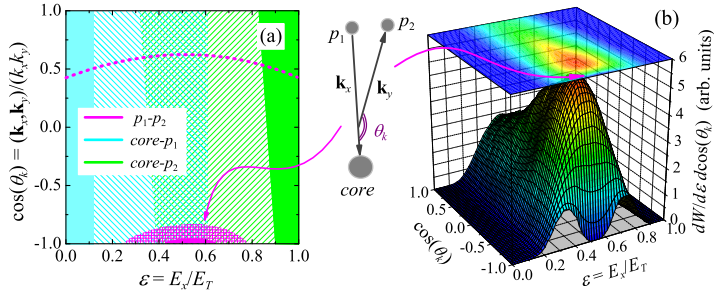 (a)
cos(θk) = (kx,ky)/(kxky)
1.0
0.5
0.0
-0.5
-1.0
p1-p2
core-p1
core-p2
0.0 0.2 0.4 0.6 0.8 1.0
ε = Ex/ET
p1
p2
kx
ky
θk
core
(b)
6
5
4
3
2
1
0
dW/dε dcos(θk) (arb. units)
1.0
0.5
0.0
-0.5
-1.0
cos(θk)
0.0 0.2 0.4 0.6 0.8 1.0
ε = Ex/ET